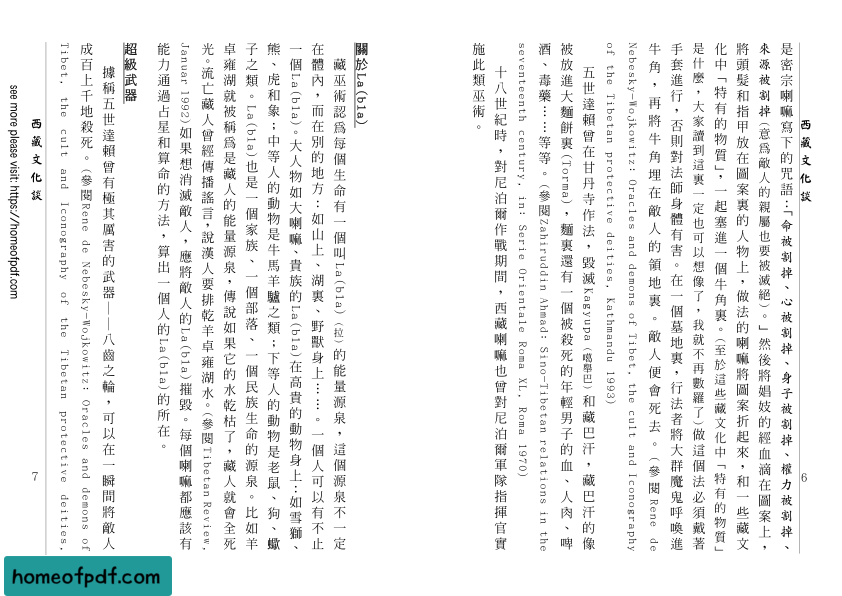 西藏文化談
是密宗喇嘛寫下的咒語：「命被割掉、心被割掉、身子被割掉、權力被割掉、
來源被割掉（意爲敵人的親屬也要被滅絕）。」然後將娼妓的經血滴在圖案上，
將頭髮和指甲放在圖案裏的人物上，做法的喇嘛將圖案折起來，和一些藏文
化中「特有的物質」，一起塞進一個牛角裏。（至於這些藏文化中「特有的物質」
是什麼，大家讀到這裏一定也可以想像了，我就不再數羅了）做這個法必須戴著
手套進行，否則對法師身體有害。在一個墓地裏，行法者將大群魔鬼呼喚進
牛角，再將牛角埋在敵人的領地裏。敵人便會死去。（參閱Rene de
Nebesky-Wojkowitz: Oracles and demons of Tibet, the cult and Iconography
of the Tibetan protective deities, Kathmandu 1993)
五世達賴曾在甘丹寺作法，毀滅Kagyupa（噶舉巴）和藏巴汗，藏巴汗的像
被放進大麵餅裏(Torma)，麵裏還有一個被殺死的年輕男子的血、人肉、啤
酒、毒藥……等等。（參閱Zahiruddin Ahmad: Sino-Tibetan relations in the
seventeenth century, in: Serie Orientale Roma XL, Roma 1970)
十八世紀時，對尼泊爾作戰期間，西藏喇嘛也曾對尼泊爾軍隊指揮官實
施此類巫術。
6
關於La(bla)
藏巫術認爲每個生命有一個叫La(bla)（拉）的能量源泉，這個源泉不一定
在體內，而在別的地方：如山上、湖裏、野獸身上……。一個人可以有不止
一個La(bla)。大人物如大喇嘛、貴族的La(bla)在高貴的動物身上：如雪獅、
熊、虎和象；中等人的動物是牛馬羊驢之類；下等人的動物是老鼠、狗、蠍
子之類。La(bla)也是一個家族、一個部落、一個民族生命的源泉。比如羊
卓雍湖就被稱爲是藏人的能量源泉，傳說如果它的水乾枯了，藏人就會全死
光。流亡藏人曾經傳播謠言，說漢人要排乾羊卓雍湖水。（參閱Tibetan Review,
Januar 1992)如果想消滅敵人，應將敵人的La(bla)摧毀。每個喇嘛都應該有
能力通過占星和算命的方法，算出一個人的La(bla)的所在。
超級武器
據稱五世達賴曾有極其厲害的武器——八齒之輪，可以在一瞬間將敵人
成百上千地殺死。（參閱Rene de Nebesky-Wojkowitz: Oracles and demons of
Tibet, the cult and Iconography of the Tibetan protective deities,
西藏文化談
7
see more please visit: https://homeofpdf.com
homeofpdf.com